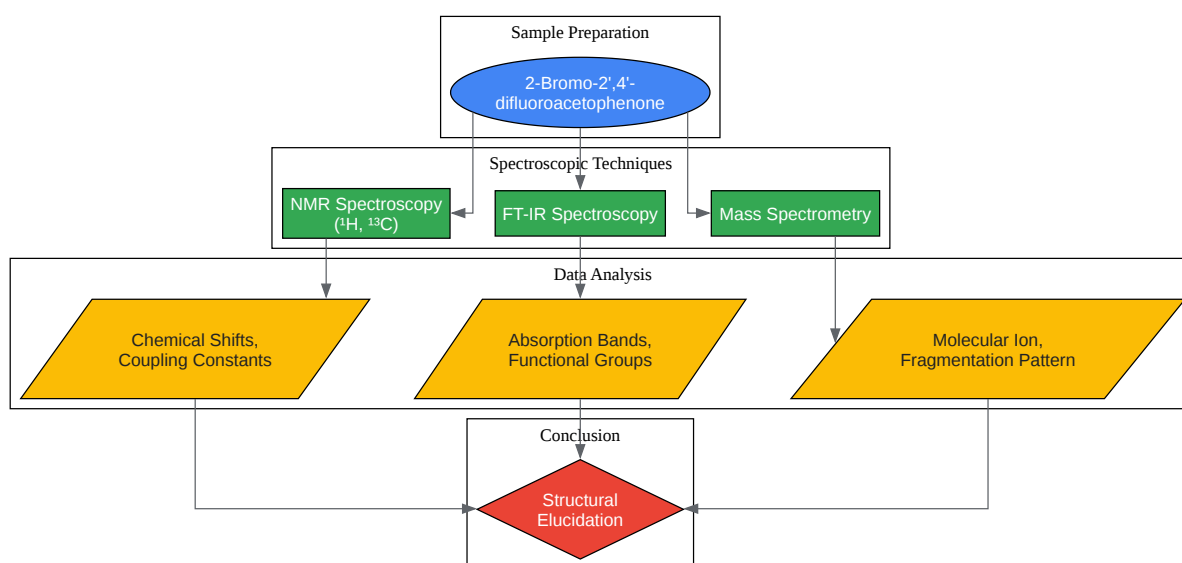 Sample Preparation
2-Bromo-2',4'-
difluoroacetophenone
Spectroscopic Techniques
NMR Spectroscopy
(¹H, ¹³C)
FT-IR Spectroscopy
Mass Spectrometry
Data Analysis
Chemical Shifts,
Coupling Constants
Absorption Bands,
Functional Groups
Molecular Ion,
Fragmentation Pattern
Conclusion
Structural
Elucidation